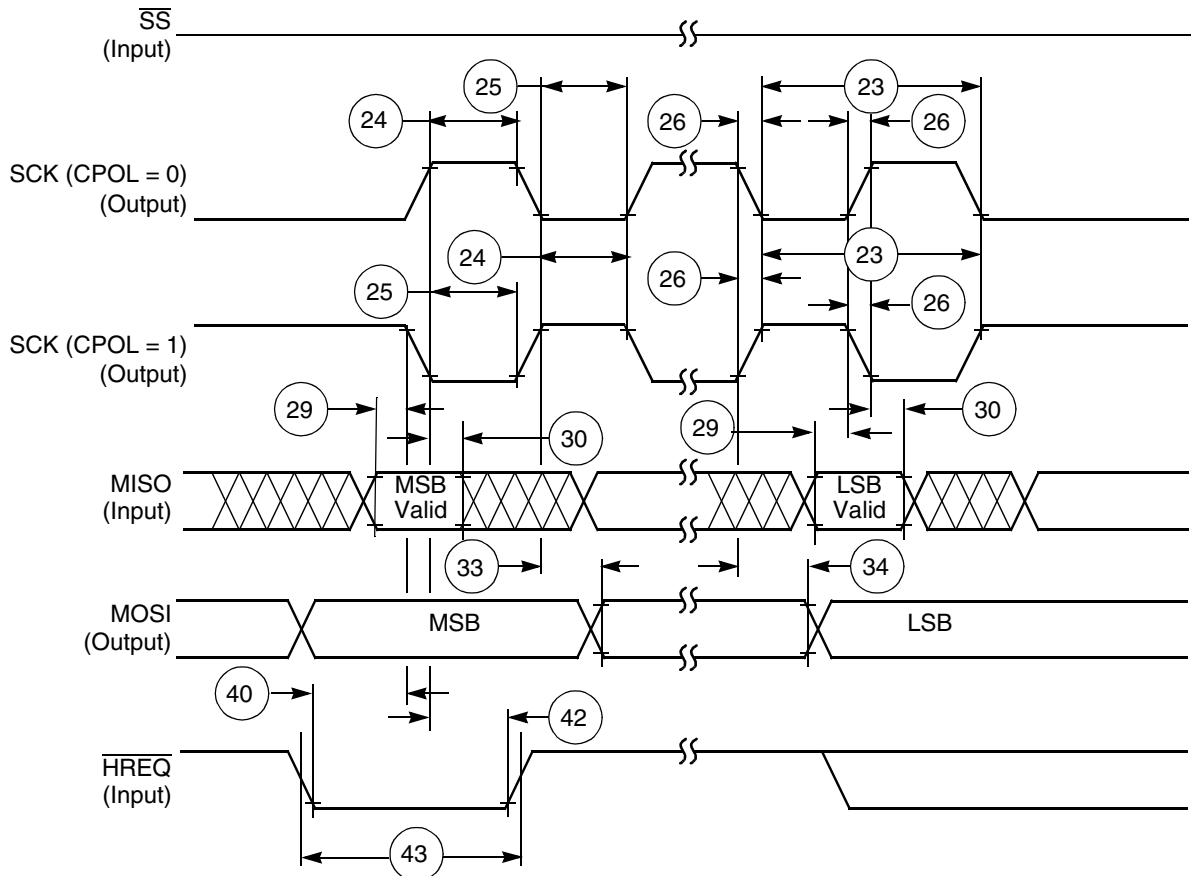 SS
(Input)
25
23
24
26
26
SCK (CPOL = 0)
(Output)
24
23
26
25
26
SCK (CPOL = 1)
(Output)
29
30
29
30
MISO
(Input)
MSB
Valid
LSB
Valid
33
34
MOSI
(Output)
MSB
LSB
40
42
HREQ
(Input)
43